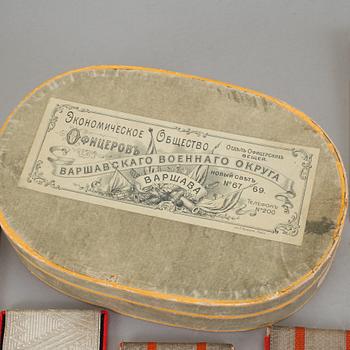 Экономическое Общество
Офицеровъ
Отдѣлъ Офицерскихъ
вещей.
Варшавскаго Военнаго Округа
Варшава
Новый Свѣтъ
№ 67 69.
Телефонъ
№ 200